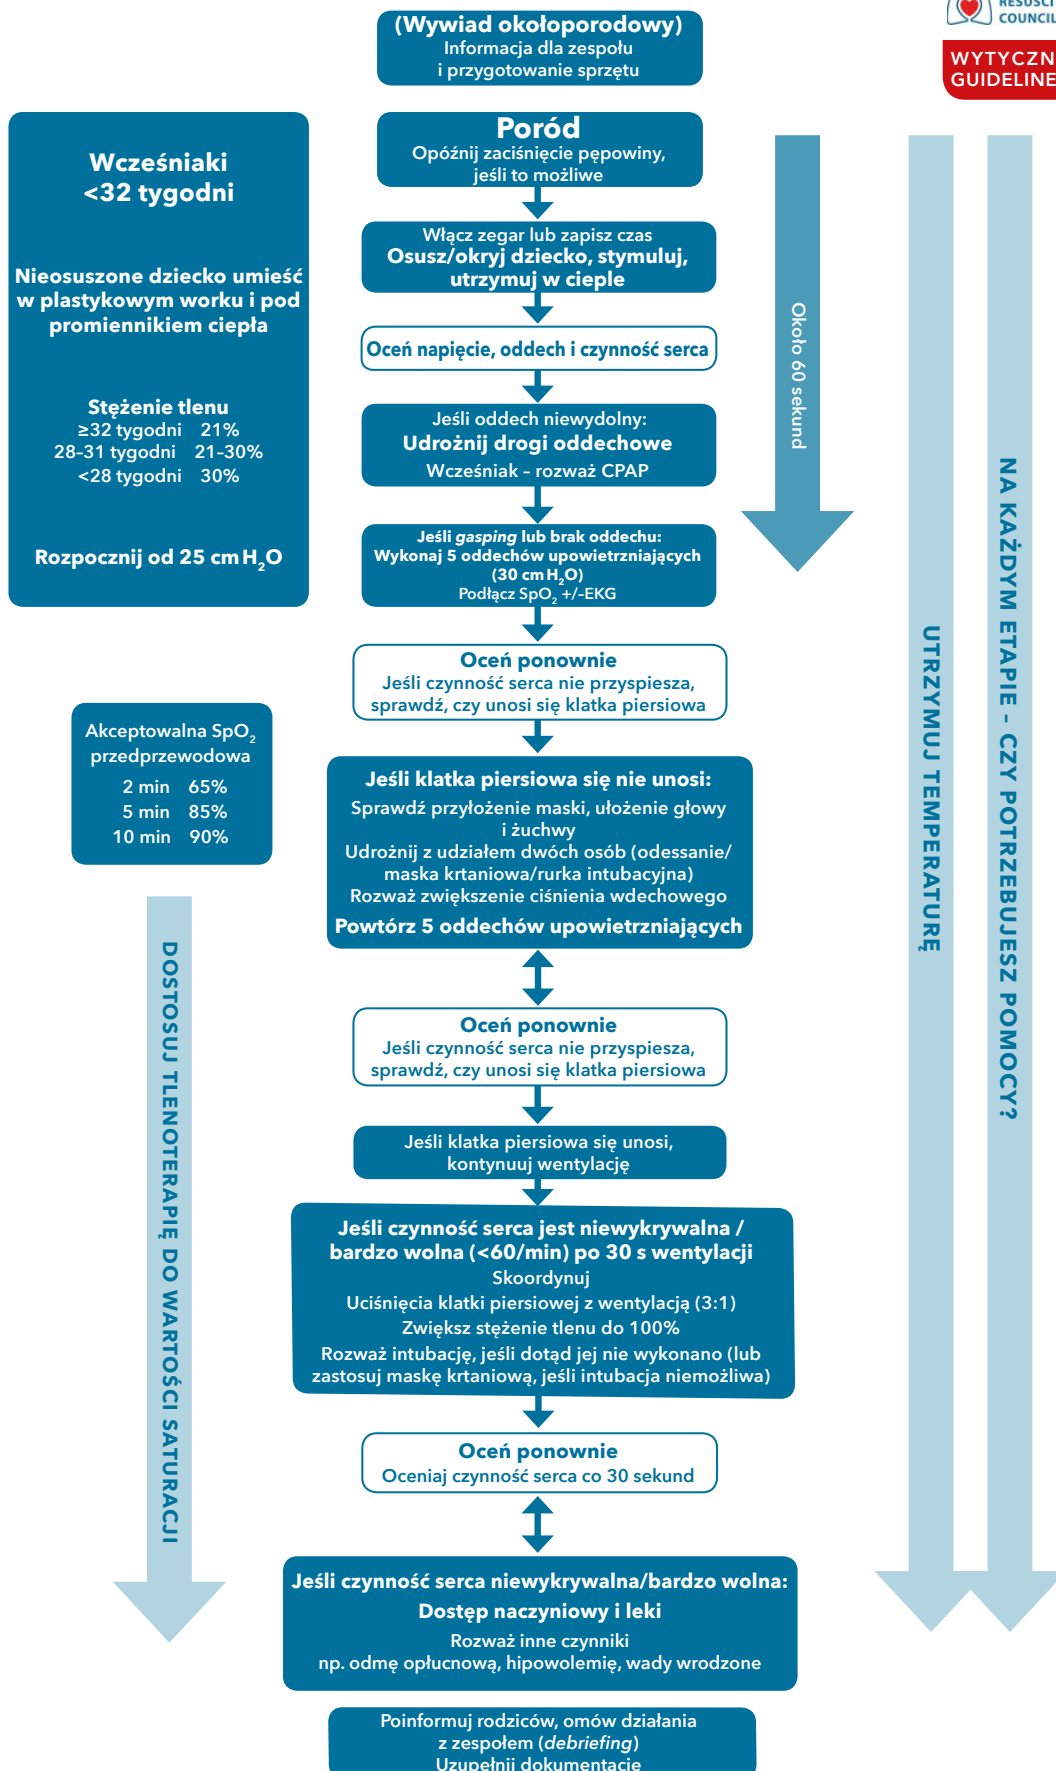 (Wywiad okołoporodowy)
Informacja dla zespołu
i przygotowanie sprzętu
COUNCIL
WYTYCZN
GUIDELINE
Wcześniaki
<32 tygodni
Nieosuszone dziecko umieść
w plastykowym worku i pod
promiennikiem ciepła
Stężenie tlenu
≥32 tygodni 21%
28–31 tygodni 21–30%
<28 tygodni 30%
Rozpocznij od 25 cm H₂O
Poród
Opóźnij zaciśnięcie pępowiny,
jeśli to możliwe
Włącz zegar lub zapisz czas
Osusz/okryj dziecko, stymuluj,
utrzymuj w cieple
Oceń napięcie, oddech i czynność serca
Jeśli oddech niewydolny:
Udrożnij drogi oddechowe
Wcześniak – rozważ CPAP
Jeśli gasping lub brak oddechu:
Wykonaj 5 oddechów upowietrzniających
(30 cm H₂O)
Podłącz SpO₂ +/–EKG
Około 60 sekund
Oceń ponownie
Jeśli czynność serca nie przyspiesza,
sprawdź, czy unosi się klatka piersiowa
Akceptowalna SpO₂
przedprzewodowa
2 min 65%
5 min 85%
10 min 90%
Jeśli klatka piersiowa się nie unosi:
Sprawdź przyłożenie maski, ułożenie głowy
i żuchwy
Udrożnij z udziałem dwóch osób (odessanie/
maska krtaniowa/rurka intubacyjna)
Rozważ zwiększenie ciśnienia wdechowego
Powtórz 5 oddechów upowietrzniających
Oceń ponownie
Jeśli czynność serca nie przyspiesza,
sprawdź, czy unosi się klatka piersiowa
Jeśli klatka piersiowa się unosi,
kontynuuj wentylację
Jeśli czynność serca jest niewykrywalna /
bardzo wolna (<60/min) po 30 s wentylacji
Skoordynuj
Uciśnięcia klatki piersiowej z wentylacją (3:1)
Zwiększ stężenie tlenu do 100%
Rozważ intubację, jeśli dotąd jej nie wykonano (lub
zastosuj maskę krtaniową, jeśli intubacja niemożliwa)
Oceń ponownie
Oceniaj czynność serca co 30 sekund
Jeśli czynność serca niewykrywalna/bardzo wolna:
Dostęp naczyniowy i leki
Rozważ inne czynniki
np. odmę opłucnową, hipowolemię, wady wrodzone
Poinformuj rodziców, omów działania
z zespołem (debriefing)
Uzupełnij dokumentację
DOSTOSUJ TLENOTERAPIĘ DO WARTOŚCI SATURACJI
UTRZYMUJ TEMPERATURĘ
NA KAŻDYM ETAPIE – CZY POTRZEBUJESZ POMOCY?